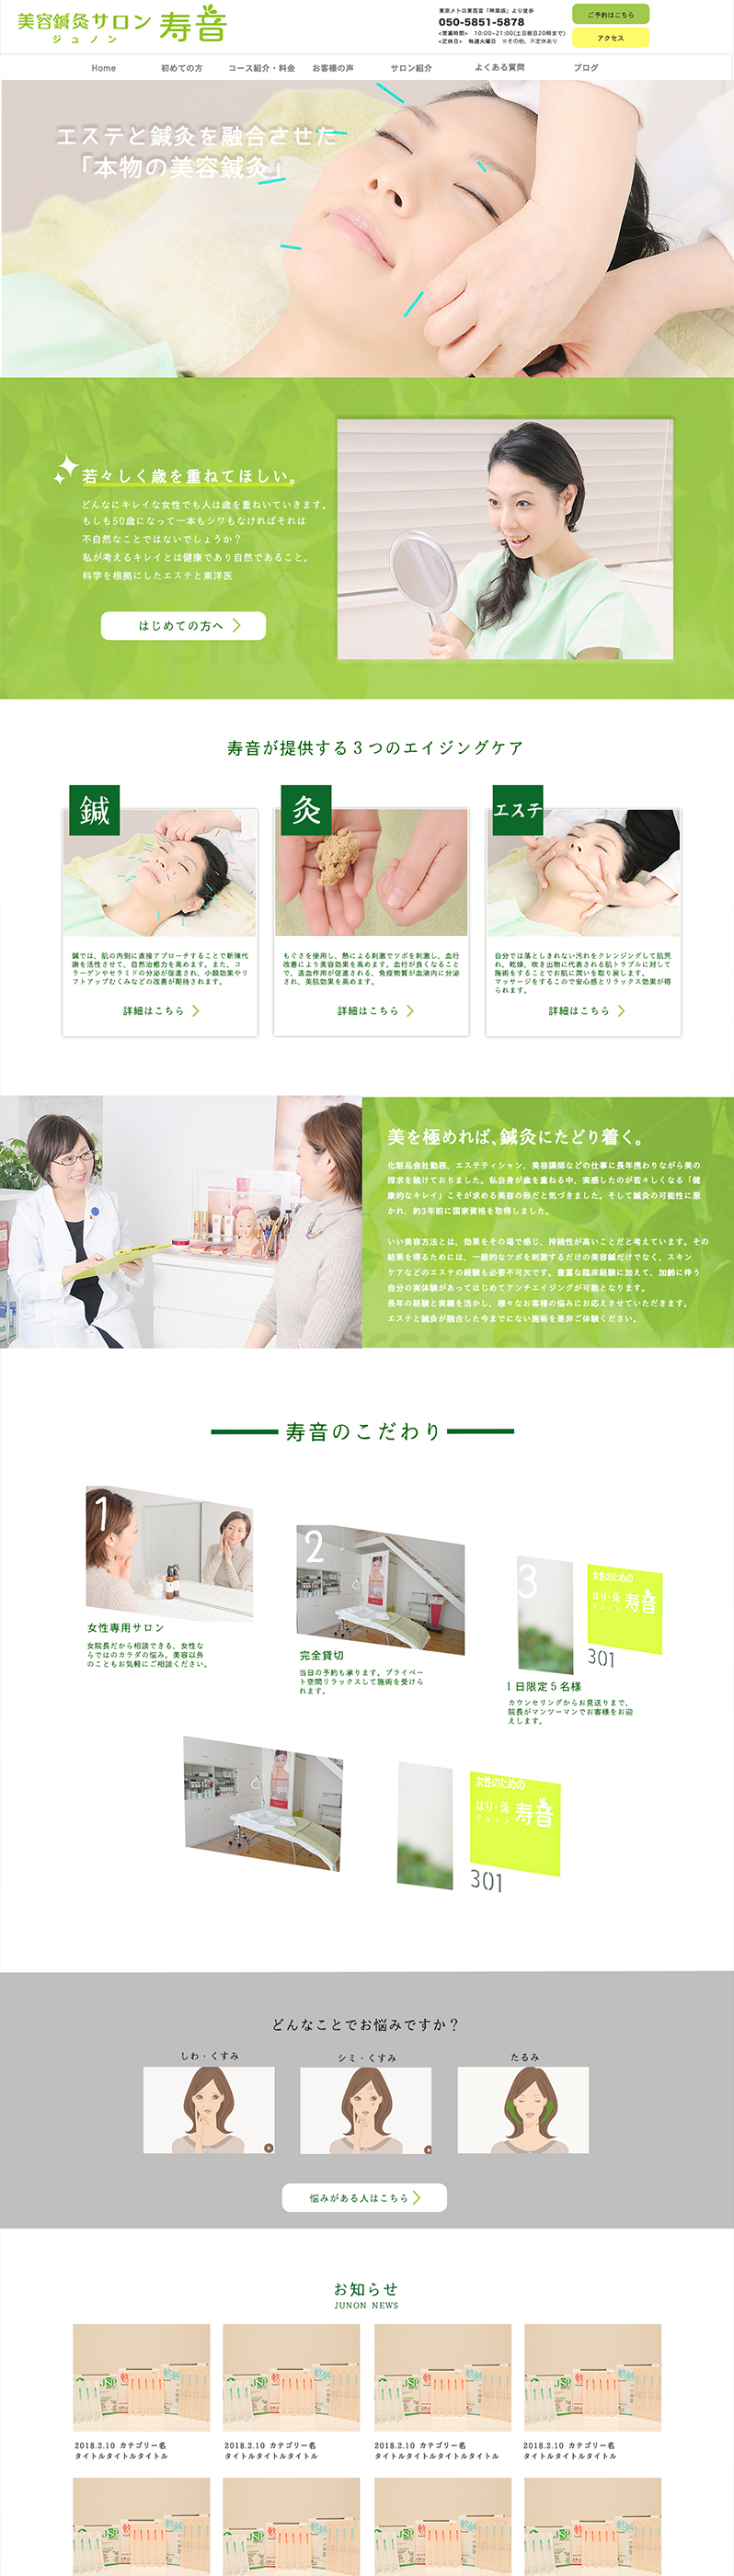 美容鍼灸サロン 寿音
ジュノン
東京メトロ東西室「神楽坂」より徒歩
050-5851-5878
<営業時間> 10:00~21:00(土日祝日20時まで)
<定休日> 毎週火曜日 ※その他、不定休あり
ご予約はこちら
アクセス
Home 初めての方 コース紹介・料金 お客様の声 サロン紹介 よくある質問 ブログ
エステと鍼灸を融合させた
「本物の美容鍼灸」
若々しく歳を重ねてほしい。
どんなにキレイな女性でも人は歳を重ねいていきます。
もしも50歳になって一本もシワもなければそれは
不自然なことではないでしょうか？
私が考えるキレイとは健康であり自然であること。
科学を根拠にしたエステと東洋医
はじめての方へ
寿音が提供する３つのエイジングケア
鍼
鍼では、肌の内側に直接アプローチすることで新陳代
謝を活性させて、自然治癒力を高めます。また、コ
ラーゲンやセラミドの分泌が促進され、小顔効果やリ
フトアップむくみなどの改善が期待されます。
詳細はこちら
灸
もぐさを使用し、熱による刺激でツボを刺激し、血行
改善により美容効果を高めます。血行が良くなること
で、造血作用が促進される、免疫物質が血液内に分泌
され、美肌効果を高めます。
詳細はこちら
エステ
自分では落としきれない汚れをクレンジングして肌荒
れ、乾燥、吹き出物に代表される肌トラブルに対して
施術をすることでお肌に潤いを取り戻します。
マッサージをするこので安心感とリラックス効果が得
られます。
詳細はこちら
美を極めれば、鍼灸にたどり着く。
化粧品会社勤務、エステティシャン、美容講師などの仕事に長年携わりながら美の
探求を続けておりました。私自身が歳を重ねる中、実感したのが若々しくなる「健
康的なキレイ」こそが求める美容の形だと気づきました。そして鍼灸の可能性に惹
かれ、約3年前に国家資格を取得しました。
いい美容方法とは、効果をその場で感じ、持続性が高いことだと考えています。その
結果を得るためには、一般的なツボを刺激するだけの美容鍼だけでなく、スキン
ケアなどのエステの経験も必要不可欠です。豊富な臨床経験に加えて、加齢に伴う
自分の実体験があってはじめてアンチエイジングが可能となります。
長年の経験と実績を活かし、様々なお客様の悩みにお応えさせていただきます。
エステと鍼灸が融合した今までにない施術を是非ご体験ください。
寿音のこだわり
1
女性専用サロン
女院長だから相談できる、女性な
らではのカラダの悩み。美容以外
のこともお気軽にご相談ください。
2
完全貸切
当日の予約も承ります。プライベー
ト空間リラックスして施術を受けら
れます。
3
女性のための
はり・灸 寿音
ジュノン
301
１日限定５名様
カウンセリングからお見送りまで、
院長がマンツーマンでお客様をお迎
えします。
女性のための
はり・灸 寿音
ジュノン
301
どんなことでお悩みですか？
しわ・くすみ シミ・くすみ たるみ
悩みがある人はこちら
お知らせ
JUNON NEWS
2018.2.10 カテゴリー名
タイトルタイトルタイトル
2018.2.10 カテゴリー名
タイトルタイトルタイトル
2018.2.10 カテゴリー名
タイトルタイトルタイトルタイトル
2018.2.10 カテゴリー名
タイトルタイトルタイトル